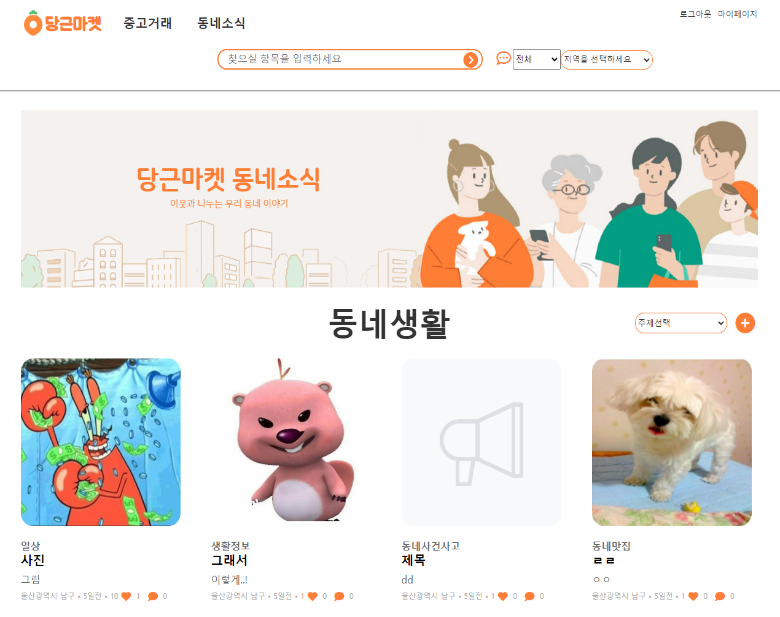 당근마켓 중고거래 동네소식 로그아웃 마이페이지
찾으실 항목을 입력하세요 전체 지역을 선택하세요
당근마켓 동네소식
이웃과 나누는 우리 동네 이야기
동네생활 주제선택
일상
사진
그림
울산광역시 남구 • 5일전 • 10 1 0
생활정보
그래서
이렇게..!
울산광역시 남구 • 5일전 • 1 0 0
동네사건사고
제목
dd
울산광역시 남구 • 5일전 • 1 0 0
동네맛집
ㄹㄹ
ㅇㅇ
울산광역시 남구 • 5일전 • 1 0 0